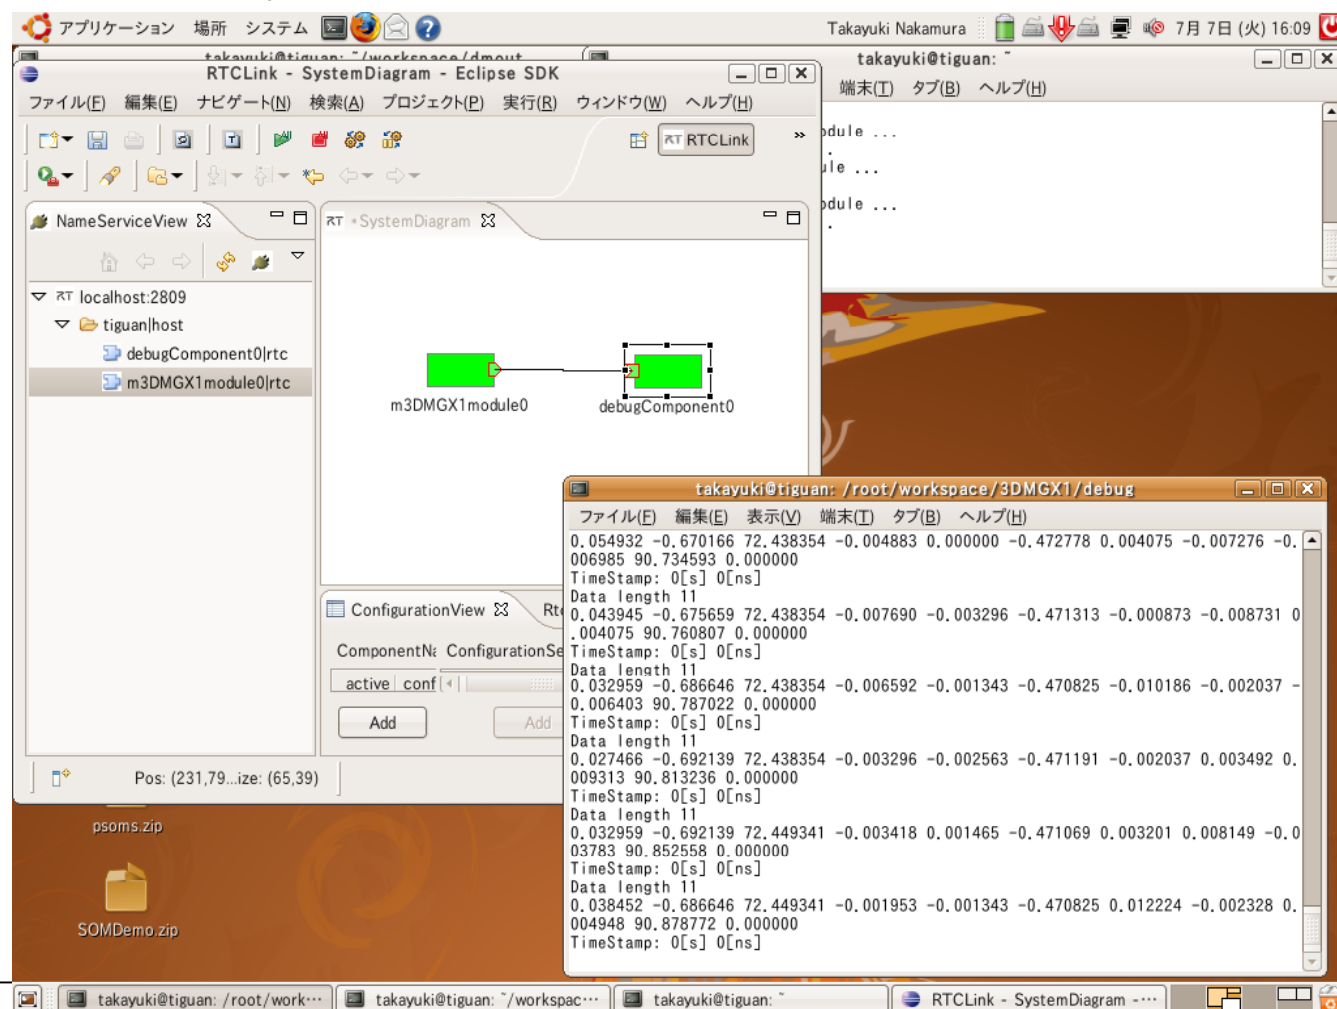 アプリケーション 場所 システム
Takayuki Nakamura 7月 7日 (火) 16:09
takayuki@tiguan: ~/workspace/dmout
takayuki@tiguan: ~
RTCLink - SystemDiagram - Eclipse SDK
ファイル(F) 編集(E) ナビゲート(N) 検索(A) プロジェクト(P) 実行(R) ウィンドウ(W) ヘルプ(H)
端末(T) タブ(B) ヘルプ(H)
odule ...
.
ule ...
odule ...
.
RT RTCLink »
NameServiceView
RT *SystemDiagram
RT localhost:2809
tiguan|host
debugComponent0|rtc
m3DMGX1module0|rtc
m3DMGX1module0
debugComponent0
ConfigurationView
ComponentNa ConfigurationSe
active conf
Add Add
Pos: (231,79...ize: (65,39)
takayuki@tiguan: /root/workspace/3DMGX1/debug
ファイル(F) 編集(E) 表示(V) 端末(T) タブ(B) ヘルプ(H)
0.054932 -0.670166 72.438354 -0.004883 0.000000 -0.472778 0.004075 -0.007276 -0.
006985 90.734593 0.000000
TimeStamp: 0[s] 0[ns]
Data length 11
0.043945 -0.675659 72.438354 -0.007690 -0.003296 -0.471313 -0.000873 -0.008731 0
.004075 90.760807 0.000000
TimeStamp: 0[s] 0[ns]
Data length 11
0.032959 -0.686646 72.438354 -0.006592 -0.001343 -0.470825 -0.010186 -0.002037 -
0.006403 90.787022 0.000000
TimeStamp: 0[s] 0[ns]
Data length 11
0.027466 -0.692139 72.438354 -0.003296 -0.002563 -0.471191 -0.002037 0.003492 0.
009313 90.813236 0.000000
TimeStamp: 0[s] 0[ns]
Data length 11
0.032959 -0.692139 72.449341 -0.003418 0.001465 -0.471069 0.003201 0.008149 -0.0
03783 90.852558 0.000000
TimeStamp: 0[s] 0[ns]
Data length 11
0.038452 -0.686646 72.449341 -0.001953 -0.001343 -0.470825 0.012224 -0.002328 0.
004948 90.878772 0.000000
TimeStamp: 0[s] 0[ns]
psoms.zip
SOMDemo.zip
takayuki@tiguan: /root/work… takayuki@tiguan: ~/workspac… takayuki@tiguan: ~ RTCLink - SystemDiagram -…